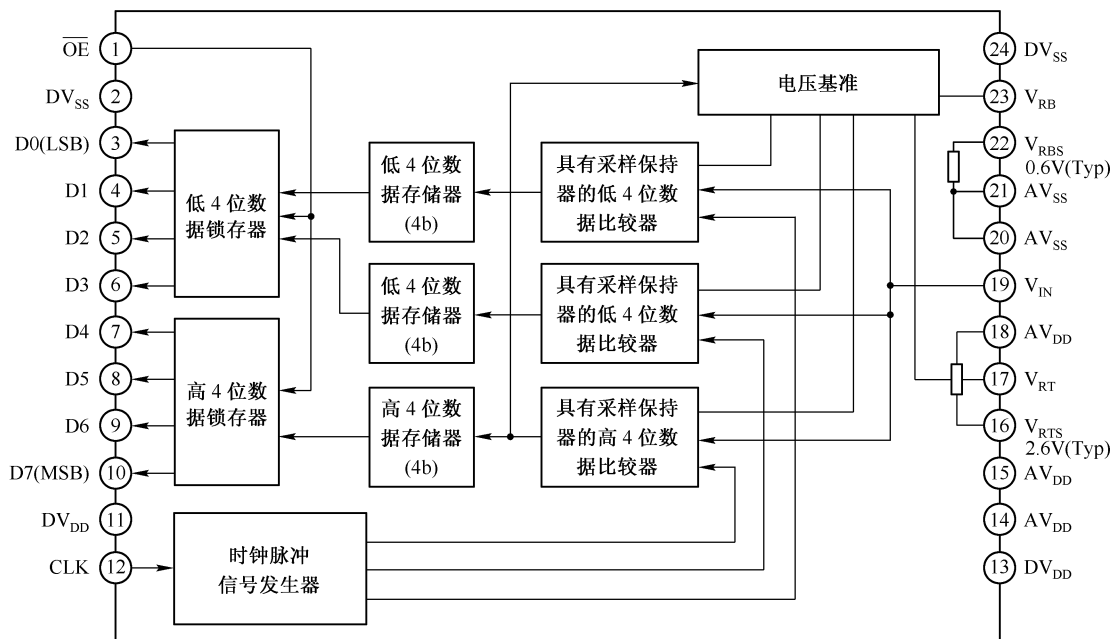 OE
1
DVSS
2
D0(LSB)
3
D1
4
D2
5
D3
6
D4
7
D5
8
D6
9
D7(MSB)
10
DVDD
11
CLK
12
低4位数
据锁存器
高4位数
据锁存器
时钟脉冲
信号发生器
低4位数
据存储器
(4b)
低4位数
据存储器
(4b)
高4位数
据存储器
(4b)
电压基准
具有采样保持
器的低4位数
据比较器
具有采样保持
器的低4位数
据比较器
具有采样保持
器的高4位数
据比较器
24
DVSS
23
VRB
22
VRBS
0.6V(Typ)
21
AVSS
20
AVSS
19
VIN
18
AVDD
17
VRT
16
VRTS
2.6V(Typ)
15
AVDD
14
AVDD
13
DVDD